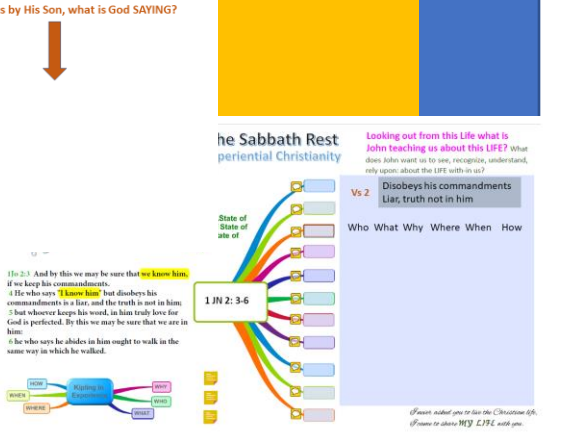 s by His Son, what is God SAYING?
he Sabbath Rest
periential Christianity
Looking out from this Life what is
John teaching us about this LIFE? What
does John want us to see, recognize, understand,
rely upon: about the LIFE with-in us?
Vs 2
Disobeys his commandments
Liar, truth not in him
Who What Why Where When How
State of
State of
ate of
1 JN 2: 3-6
1Jo 2:3 And by this we may be sure that we know him,
if we keep his commandments.
4 He who says "I know him" but disobeys his
commandments is a liar, and the truth is not in him;
5 but whoever keeps his word, in him truly love for
God is perfected. By this we may be sure that we are in
him:
6 he who says he abides in him ought to walk in the
same way in which he walked.
HOW
WHEN
WHERE
Kipling in
Experience
WHY
WHO
WHAT
I never asked you to live the Christian life,
I come to share MY LIFE with you.